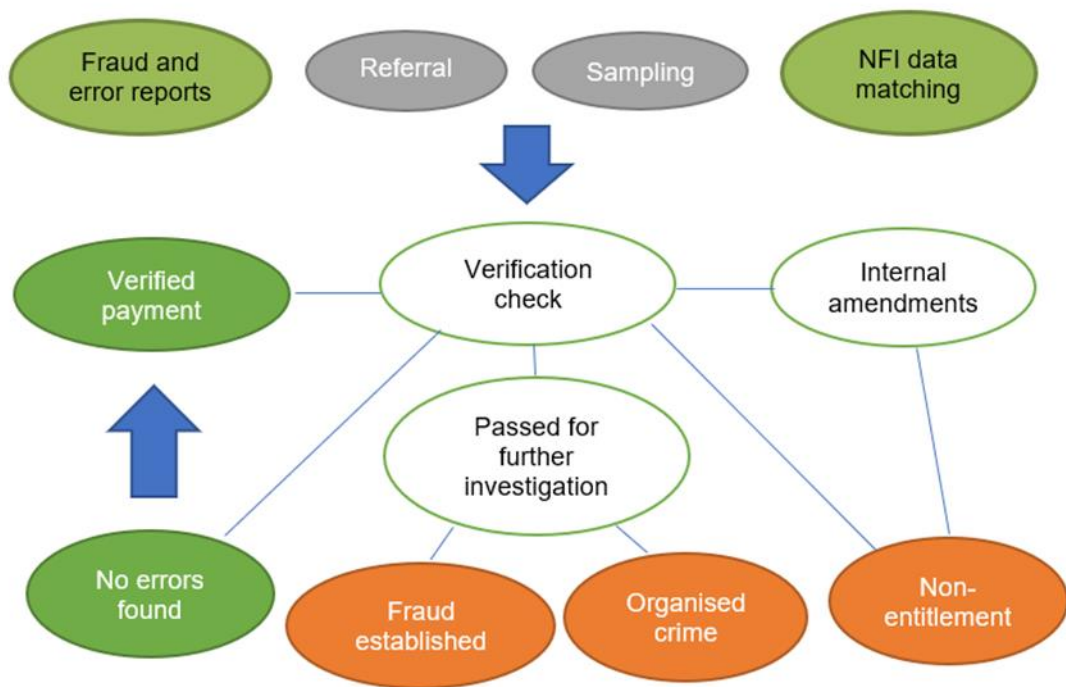 Fraud and
error reports
Referral
Sampling
NFI data
matching
Verified
payment
Verification
check
Internal
amendments
Passed for
further
investigation
No errors
found
Fraud
established
Organised
crime
Non-
entitlement